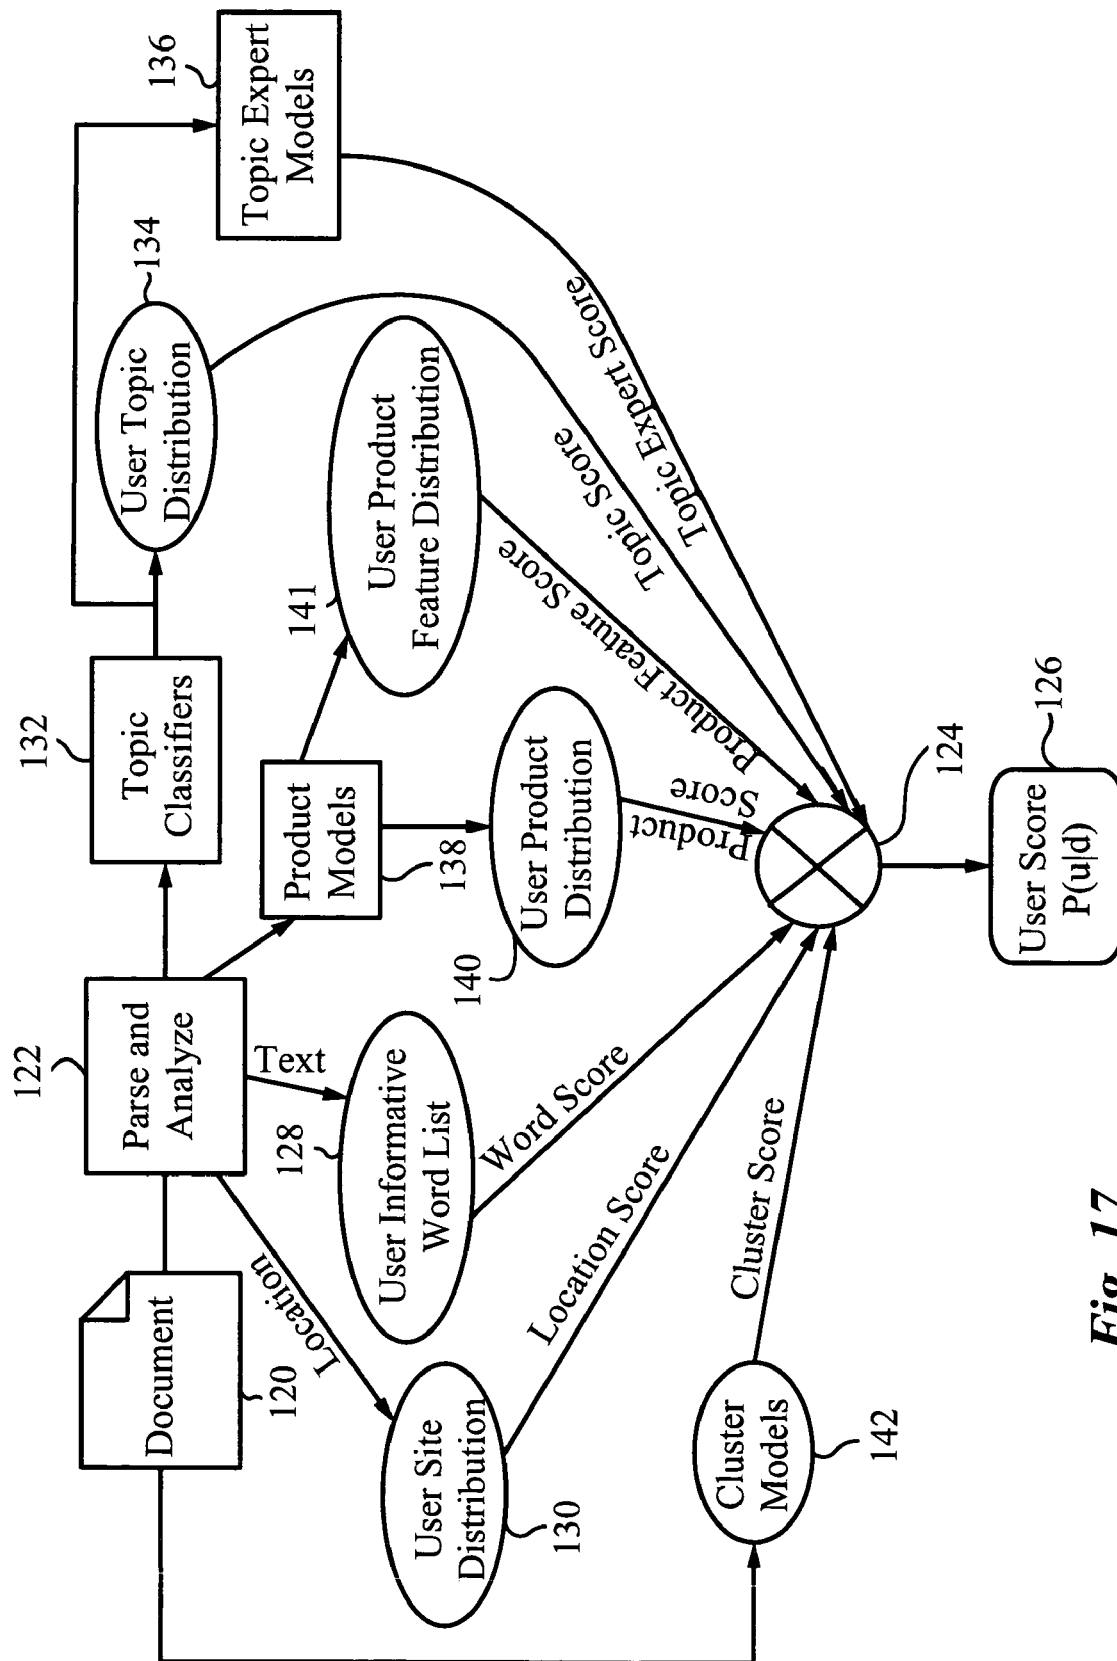 Document
120
Parse and
Analyze
122
Topic
Classifiers
132
User Topic
Distribution
134
Topic Expert
Models
136
Location
Text
User Site
Distribution
130
User Informative
Word List
128
Product
Models
138
User Product
Distribution
140
User Product
Feature Distribution
141
Cluster
Models
142
Cluster Score
Location Score
Word Score
Product
Score
Product Feature Score
Topic Score
Topic Expert Score
124
User Score
P(u|d)
126
Fig. 17